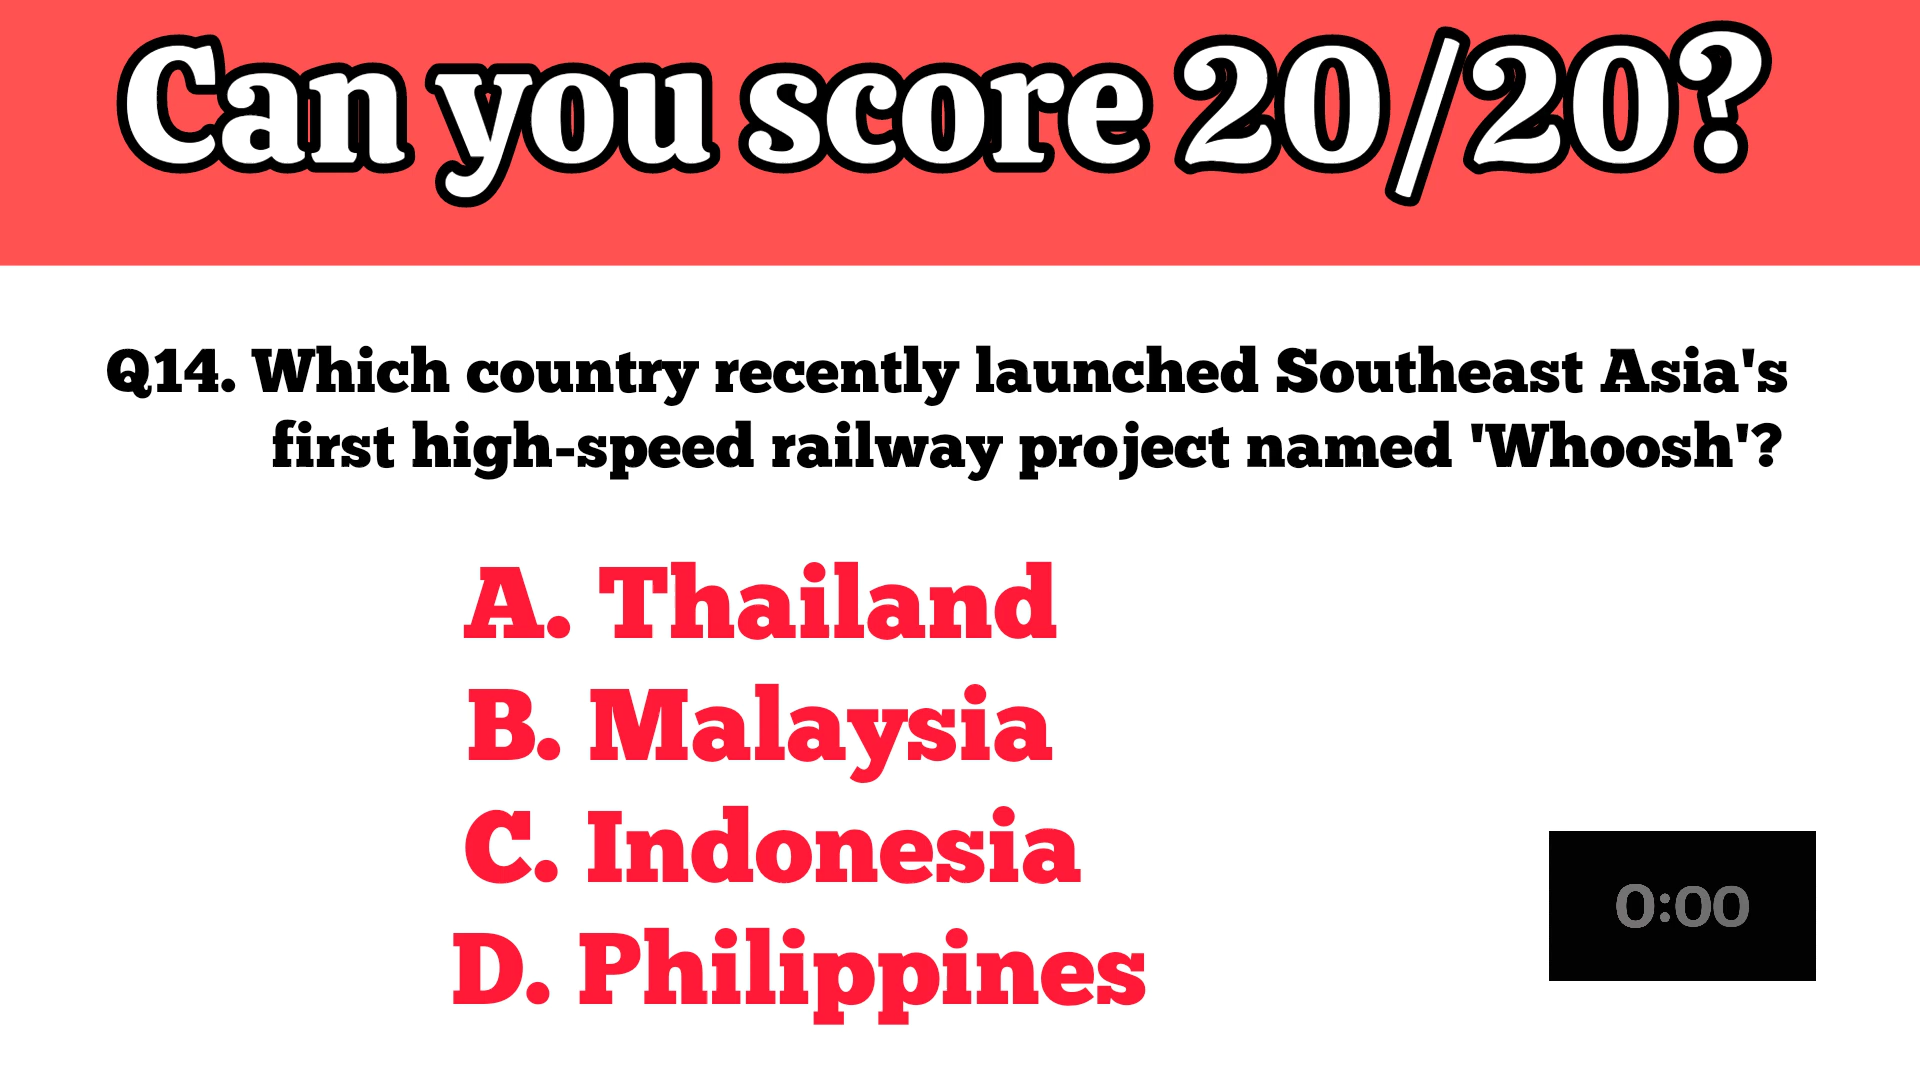 Can you score 20/20?
Q14. Which country recently launched Southeast Asia's
first high-speed railway project named 'Whoosh'?
A. Thailand
B. Malaysia
C. Indonesia
D. Philippines
0:00